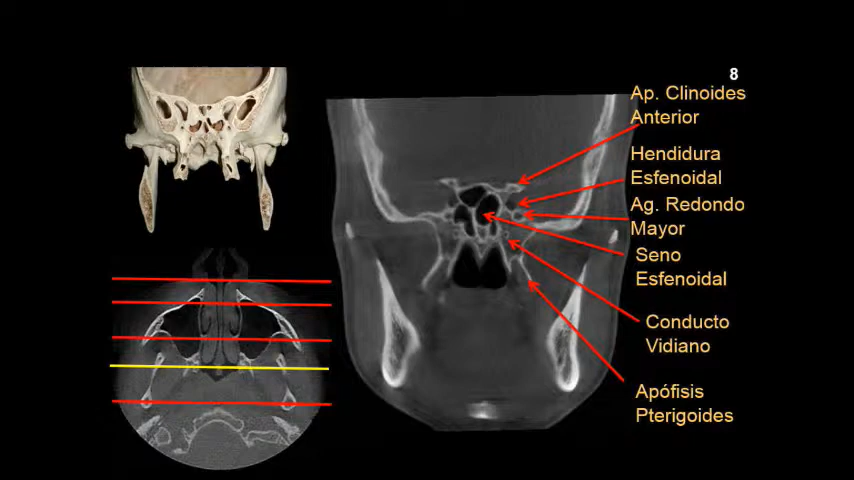 8
Ap. Clinoides
Anterior
Hendidura
Esfenoidal
Ag. Redondo
Mayor
Seno
Esfenoidal
Conducto
Vidiano
Apófisis
Pterigoides